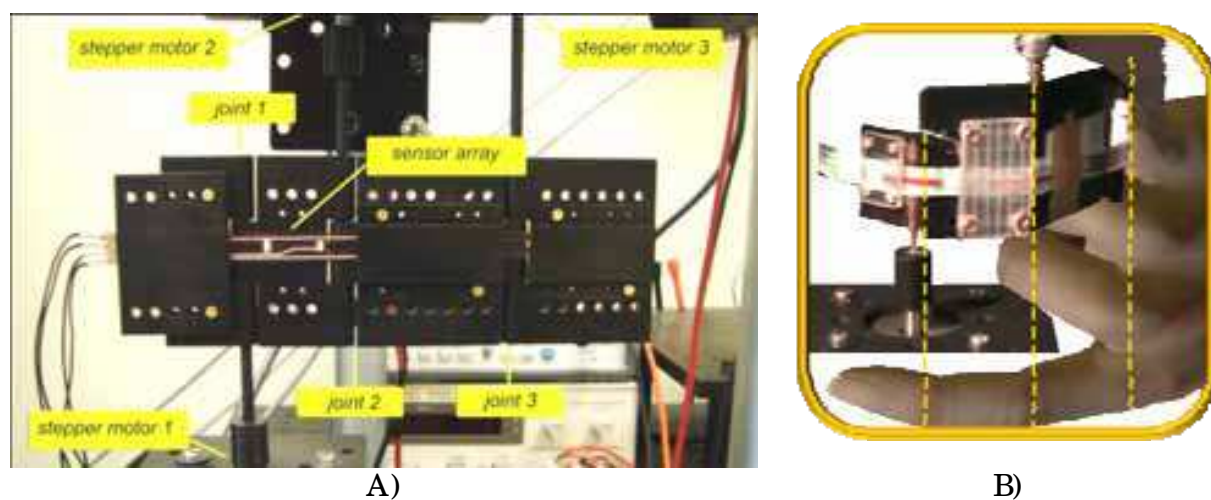 stepper motor 2
stepper motor 3
joint 1
sensor array
joint 2
joint 3
stepper motor 1
A)
B)